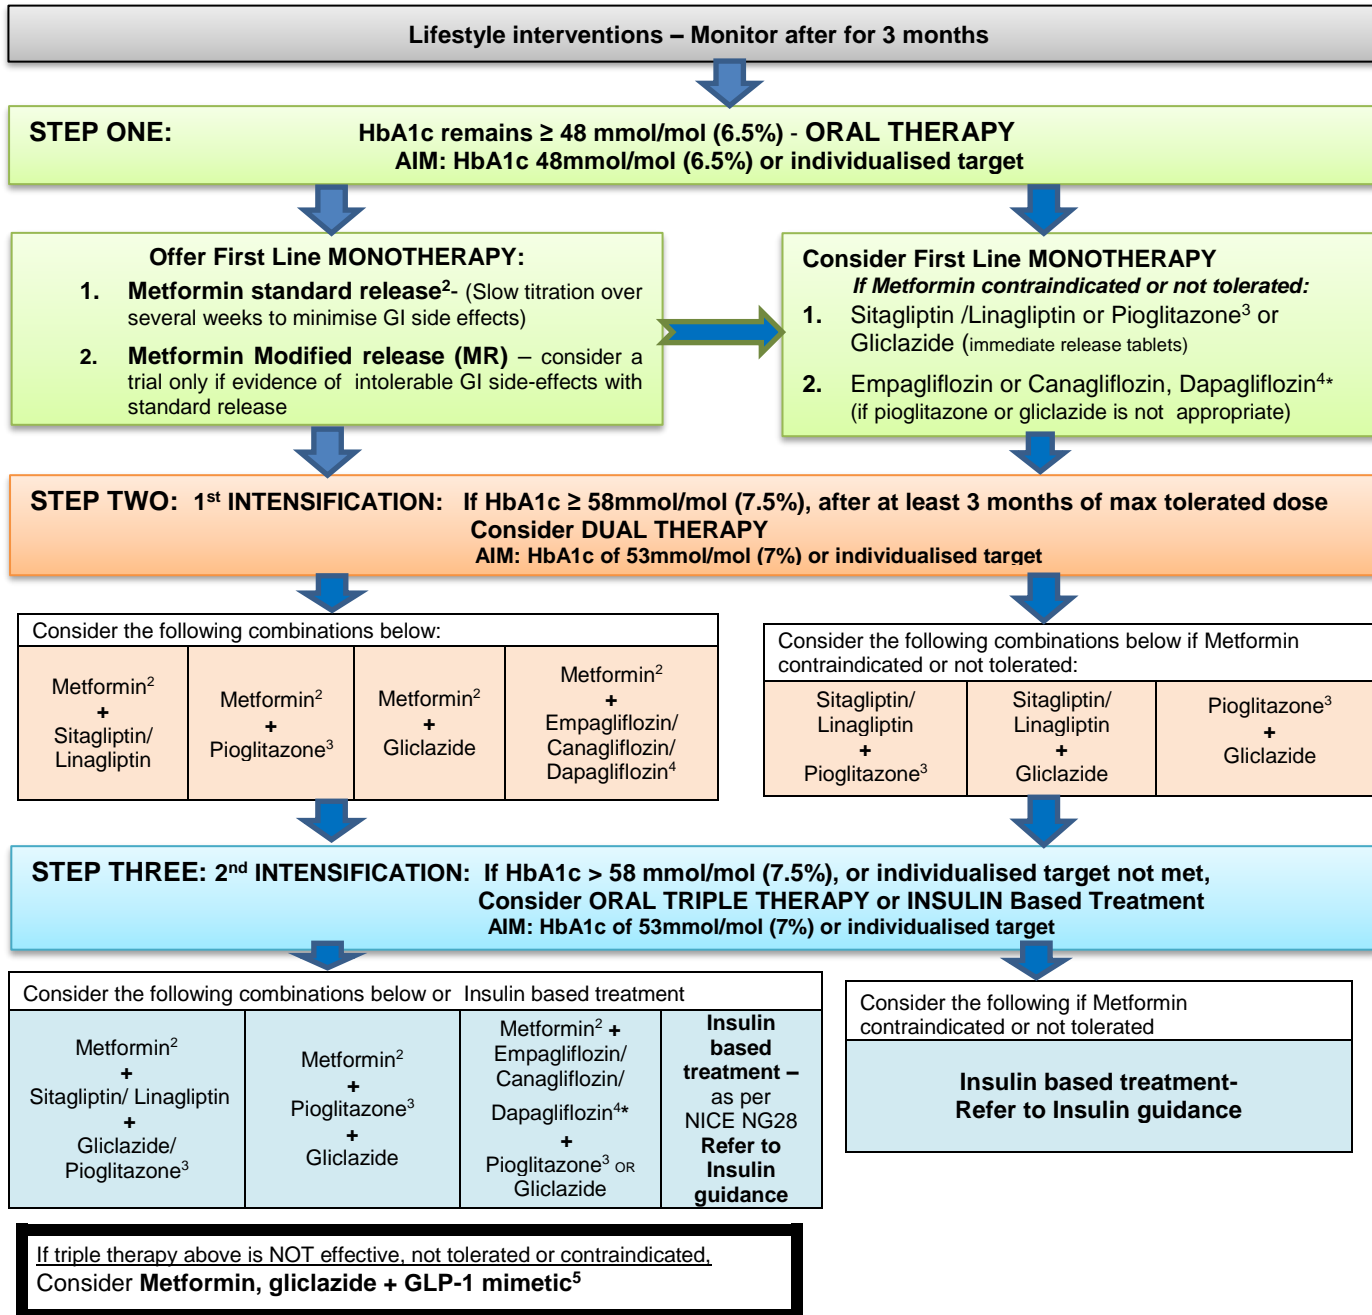 Lifestyle interventions – Monitor after for 3 months
STEP ONE: HbA1c remains ≥ 48 mmol/mol (6.5%) - ORAL THERAPY
AIM: HbA1c 48mmol/mol (6.5%) or individualised target
Offer First Line MONOTHERAPY:
1. Metformin standard release²- (Slow titration over
several weeks to minimise GI side effects)
2. Metformin Modified release (MR) – consider a
trial only if evidence of intolerable GI side-effects with
standard release
Consider First Line MONOTHERAPY
If Metformin contraindicated or not tolerated:
1. Sitagliptin /Linagliptin or Pioglitazone³ or
Gliclazide (immediate release tablets)
2. Empagliflozin or Canagliflozin, Dapagliflozin⁴*
(if pioglitazone or gliclazide is not appropriate)
STEP TWO: 1st INTENSIFICATION: If HbA1c ≥ 58mmol/mol (7.5%), after at least 3 months of max tolerated dose
Consider DUAL THERAPY
AIM: HbA1c of 53mmol/mol (7%) or individualised target
Consider the following combinations below:
Metformin²
+
Sitagliptin/
Linagliptin
Metformin²
+
Pioglitazone³
Metformin²
+
Gliclazide
Metformin²
+
Empagliflozin/
Canagliflozin/
Dapagliflozin⁴
Consider the following combinations below if Metformin
contraindicated or not tolerated:
Sitagliptin/
Linagliptin
+
Pioglitazone³
Sitagliptin/
Linagliptin
+
Gliclazide
Pioglitazone³
+
Gliclazide
STEP THREE: 2nd INTENSIFICATION: If HbA1c > 58 mmol/mol (7.5%), or individualised target not met,
Consider ORAL TRIPLE THERAPY or INSULIN Based Treatment
AIM: HbA1c of 53mmol/mol (7%) or individualised target
Consider the following combinations below or Insulin based treatment
Metformin²
+
Sitagliptin/ Linagliptin
+
Gliclazide/
Pioglitazone³
Metformin²
+
Pioglitazone³
+
Gliclazide
Metformin² +
Empagliflozin/
Canagliflozin/
Dapagliflozin⁴*
+
Pioglitazone³ OR
Gliclazide
Insulin
based
treatment –
as per
NICE NG28
Refer to
Insulin
guidance
Consider the following if Metformin
contraindicated or not tolerated
Insulin based treatment-
Refer to Insulin guidance
If triple therapy above is NOT effective, not tolerated or contraindicated,
Consider Metformin, gliclazide + GLP-1 mimetic⁵